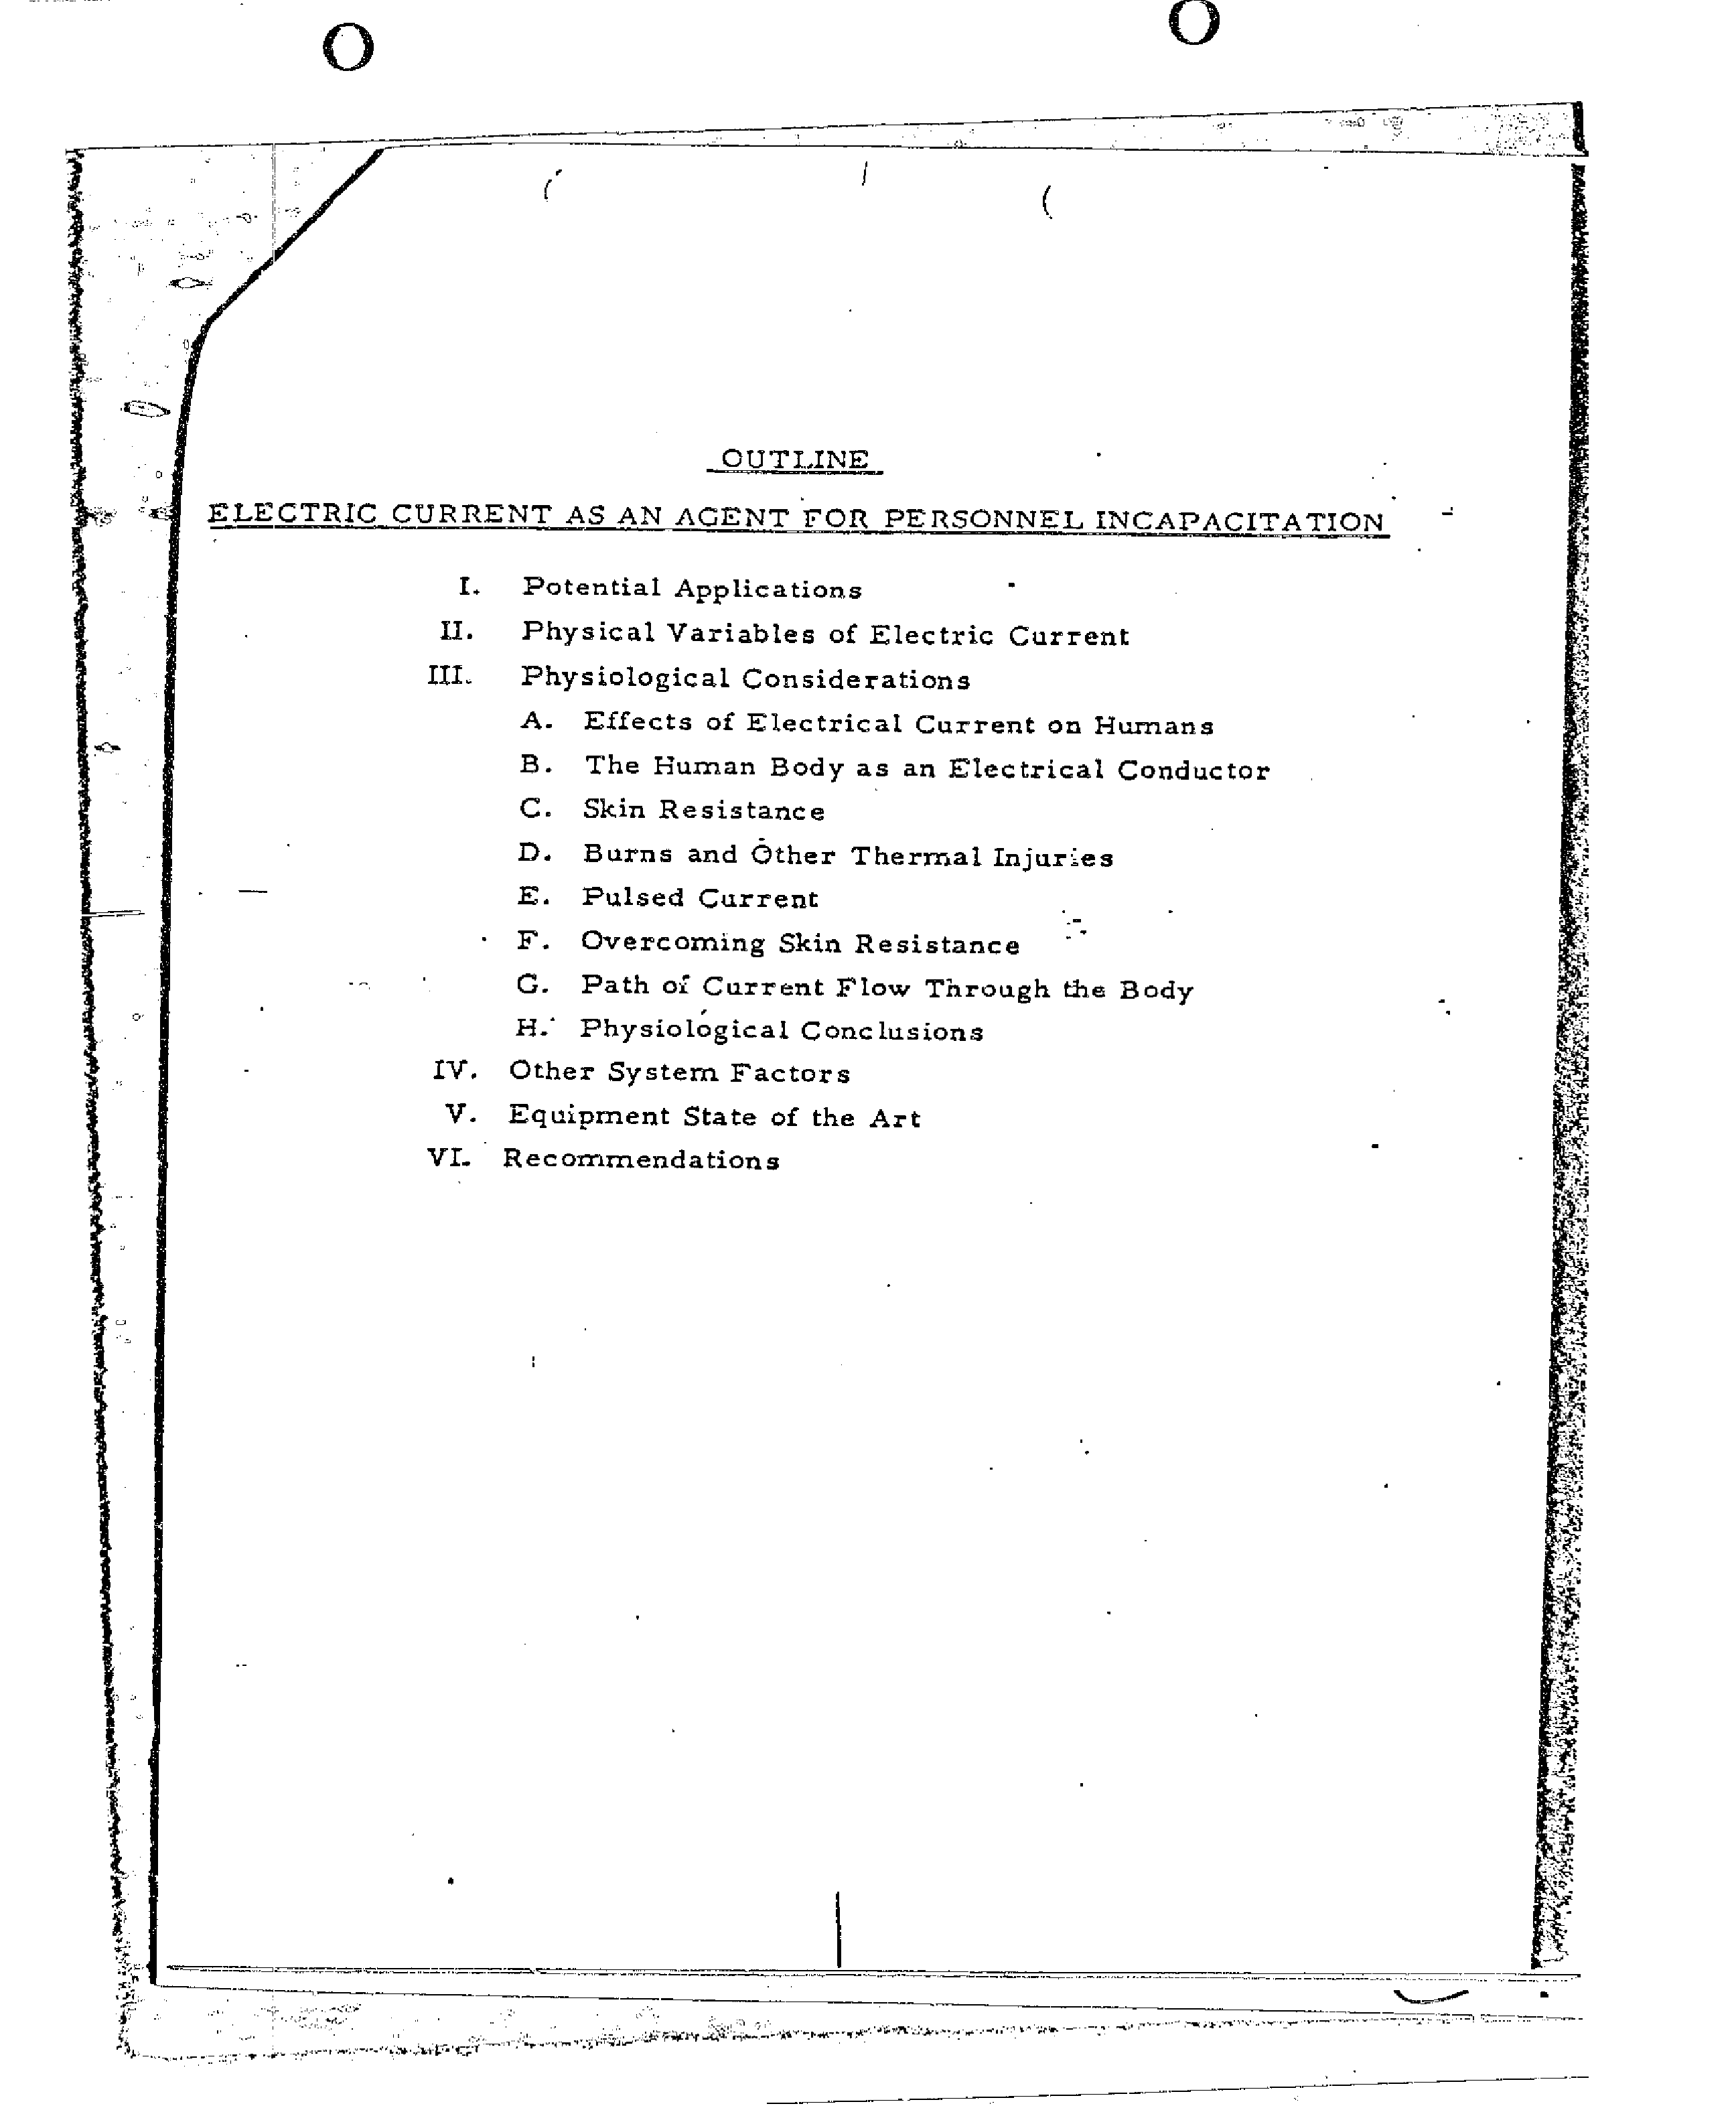 OUTLINE
ELECTRIC CURRENT AS AN AGENT FOR PERSONNEL INCAPACITATION
I. Potential Applications
II. Physical Variables of Electric Current
III. Physiological Considerations
A. Effects of Electrical Current on Humans
B. The Human Body as an Electrical Conductor
C. Skin Resistance
D. Burns and Other Thermal Injuries
E. Pulsed Current
F. Overcoming Skin Resistance
G. Path of Current Flow Through the Body
H. Physiological Conclusions
IV. Other System Factors
V. Equipment State of the Art
VI. Recommendations